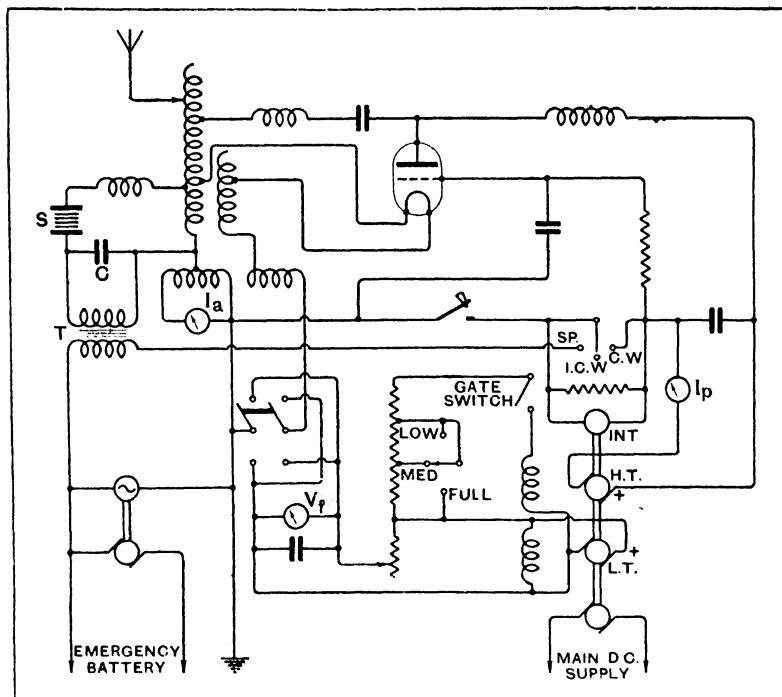 S
C
T
Ia
SP.
I.C.W
C.W
GATE
SWITCH
Ip
LOW
INT
MED
H.T.
+
FULL
Vf
+
L.T.
EMERGENCY
BATTERY
MAIN D.C.
SUPPLY